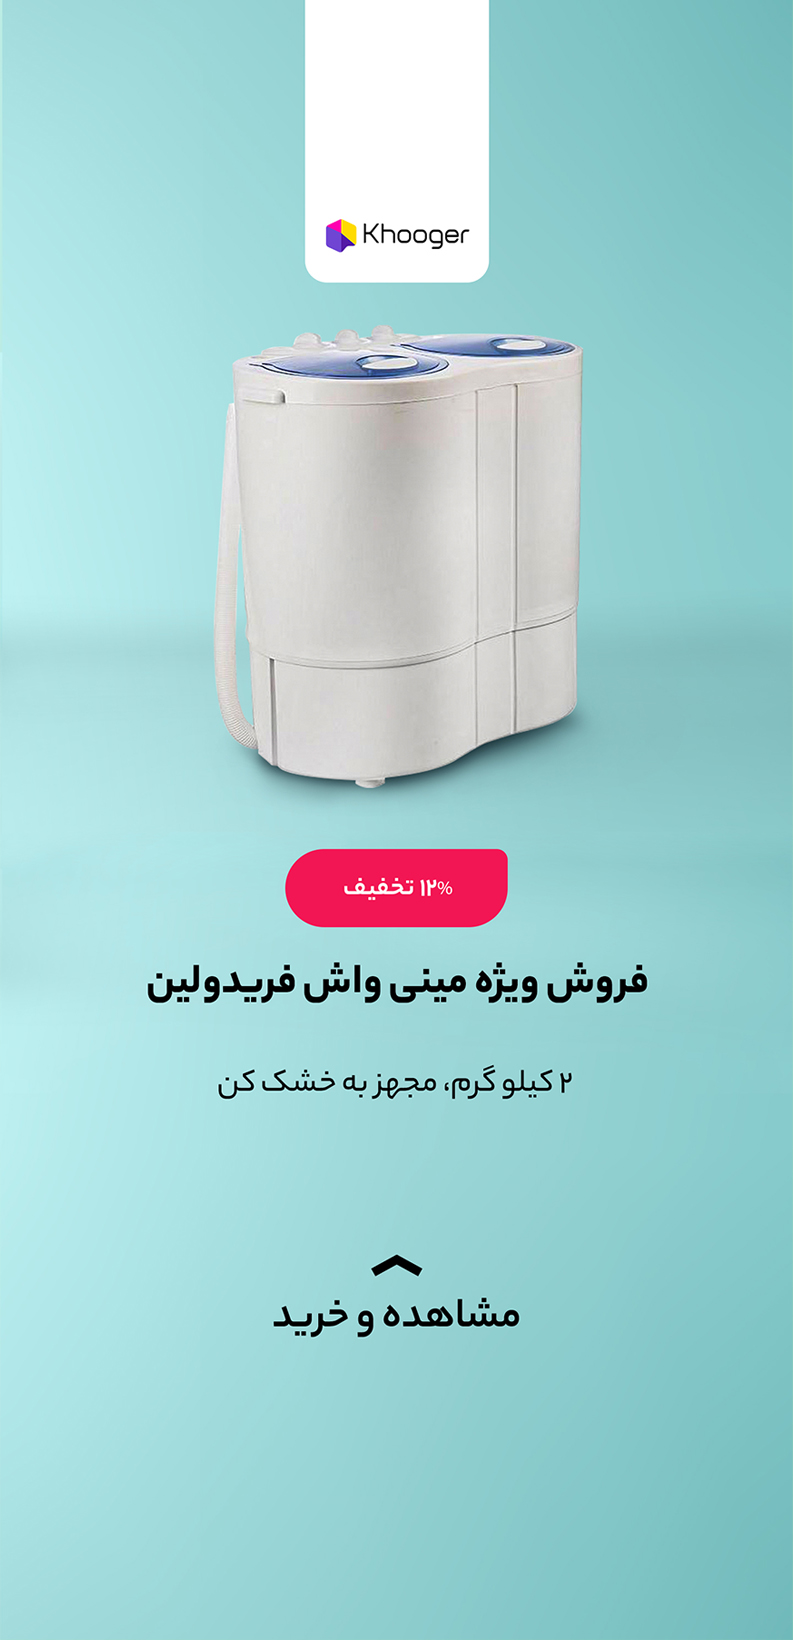 Khooger
۱۲% تخفیف
فروش ویژه مینی واش فریدولین
۲ کیلو گرم، مجهز به خشک کن
مشاهده و خرید